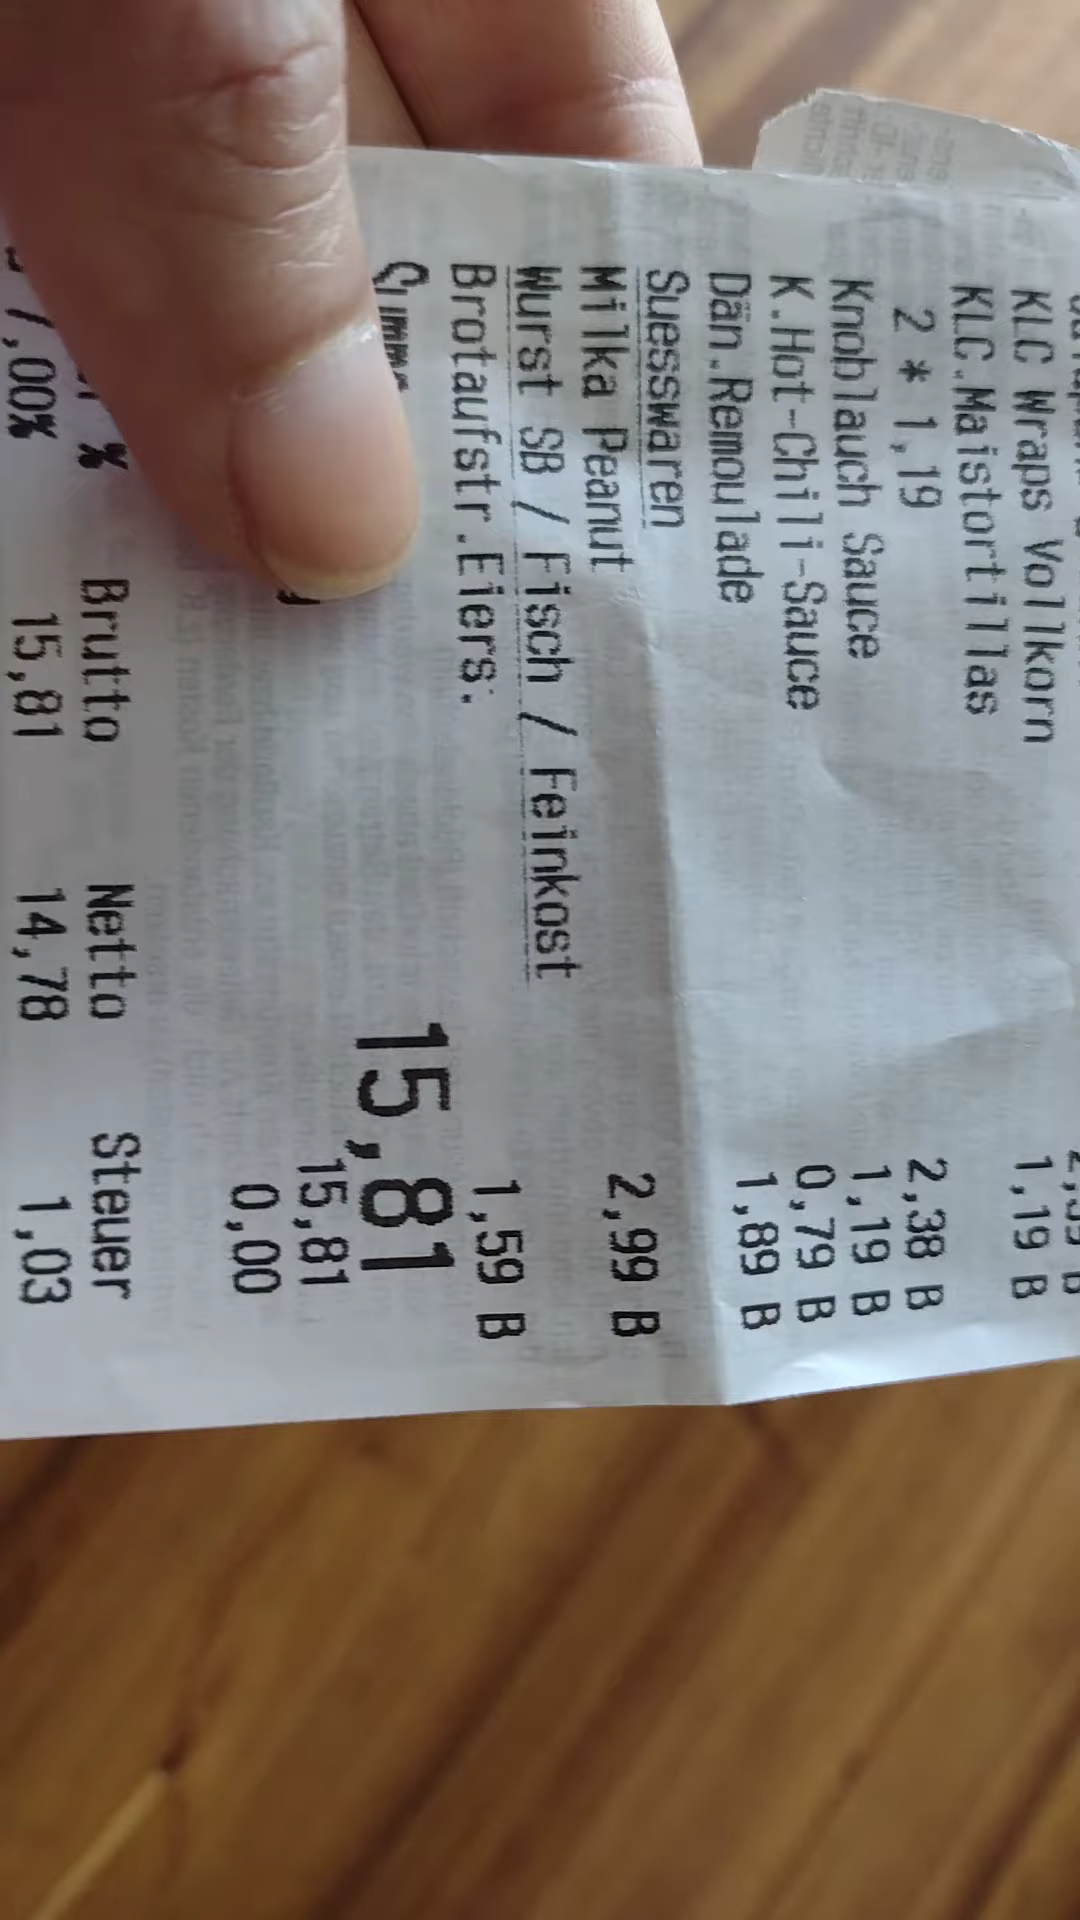 KLC Wraps Vollkorn 1,19 B
KLC.Maistortillas
2 * 1,19 2,38 B
Knoblauch Sauce 1,19 B
K.Hot-Chili-Sauce 0,79 B
Dän.Remoulade 1,89 B
Suesswaren
Milka Peanut 2,99 B
Wurst SB / Fisch / Feinkost
Brotaufstr.Eiers. 1,59 B
15,81
15,81
0,00
% Brutto Netto Steuer
7,00% 15,81 14,78 1,03